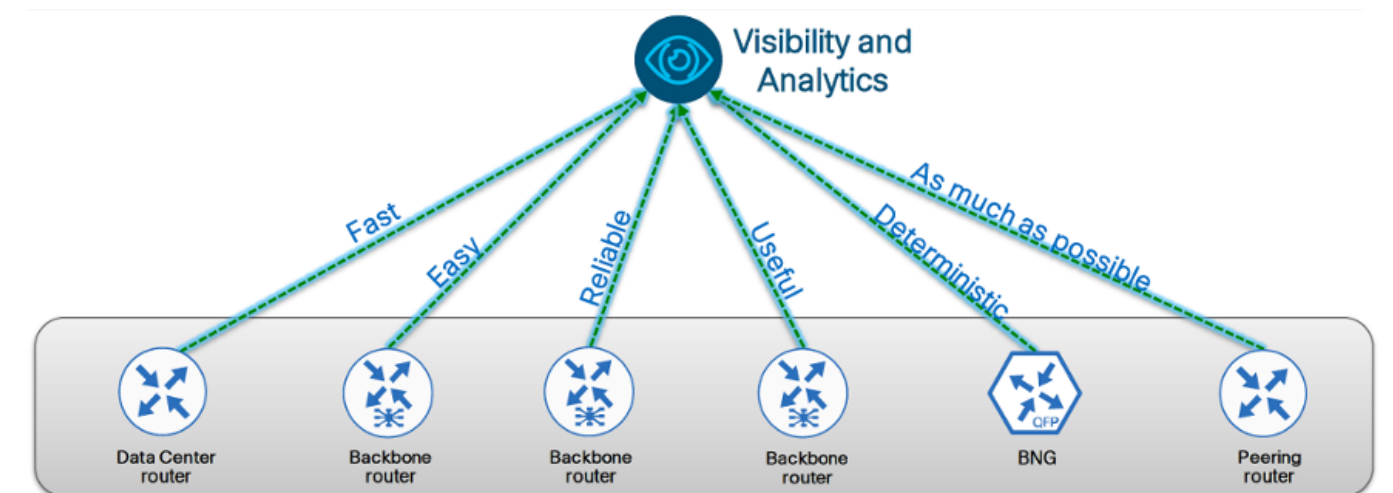 Visibility and
Analytics
Fast
Easy
Reliable
Useful
Deterministic
As much as possible
QFP
Data Center
router
Backbone
router
Backbone
router
Backbone
router
BNG
Peering
router